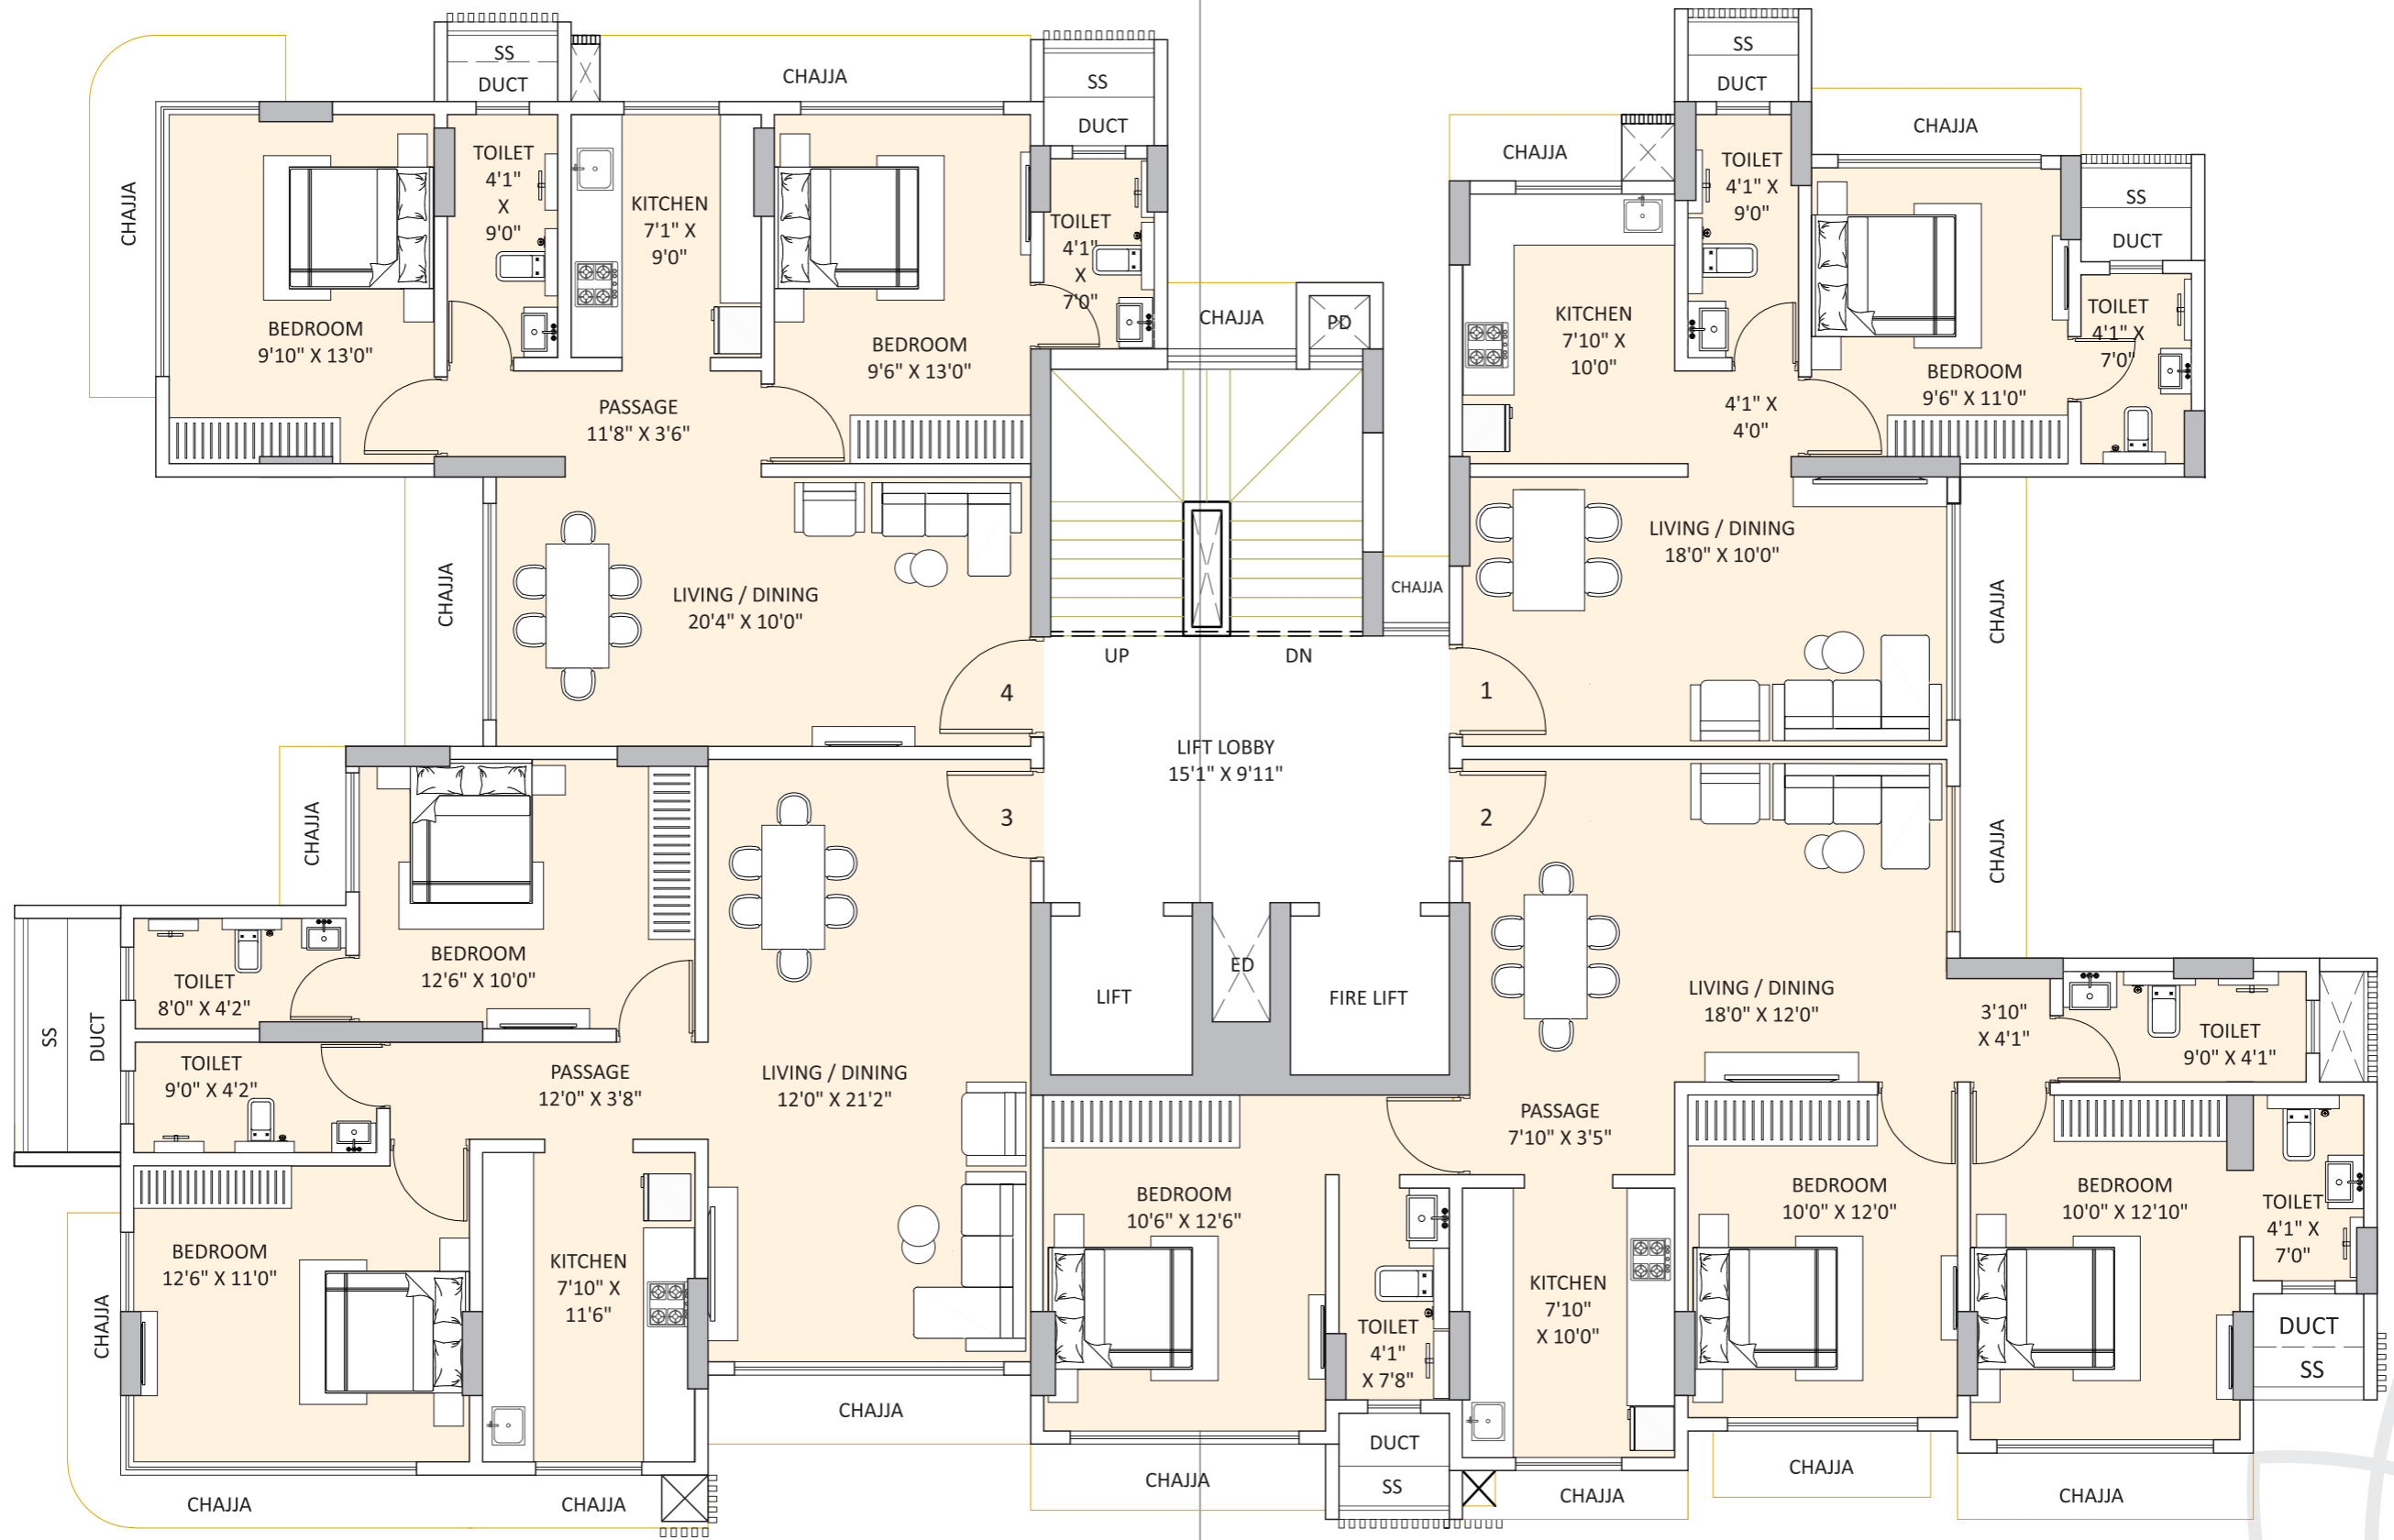 SS
DUCT
CHAJJA
SS
DUCT
SS
DUCT
CHAJJA
CHAJJA
CHAJJA
TOILET
4'1"
X
9'0"
KITCHEN
7'1" X
9'0"
TOILET
4'1"
X
7'0"
BEDROOM
9'10" X 13'0"
BEDROOM
9'6" X 13'0"
PASSAGE
11'8" X 3'6"
CHAJJA
PD
TOILET
4'1" X
9'0"
SS
DUCT
KITCHEN
7'10" X
10'0"
TOILET
4'1" X
7'0"
BEDROOM
9'6" X 11'0"
4'1" X
4'0"
CHAJJA
LIVING / DINING
20'4" X 10'0"
CHAJJA
LIVING / DINING
18'0" X 10'0"
CHAJJA
UP
DN
4
1
LIFT LOBBY
15'1" X 9'11"
3
2
CHAJJA
CHAJJA
BEDROOM
12'6" X 10'0"
TOILET
8'0" X 4'2"
SS
DUCT
TOILET
9'0" X 4'2"
PASSAGE
12'0" X 3'8"
LIVING / DINING
12'0" X 21'2"
LIFT
ED
FIRE LIFT
LIVING / DINING
18'0" X 12'0"
3'10"
X 4'1"
TOILET
9'0" X 4'1"
PASSAGE
7'10" X 3'5"
BEDROOM
12'6" X 11'0"
CHAJJA
KITCHEN
7'10" X
11'6"
BEDROOM
10'6" X 12'6"
TOILET
4'1"
X 7'8"
KITCHEN
7'10"
X 10'0"
BEDROOM
10'0" X 12'0"
BEDROOM
10'0" X 12'10"
TOILET
4'1" X
7'0"
DUCT
SS
CHAJJA
DUCT
SS
CHAJJA
CHAJJA
CHAJJA
CHAJJA
CHAJJA
CHAJJA